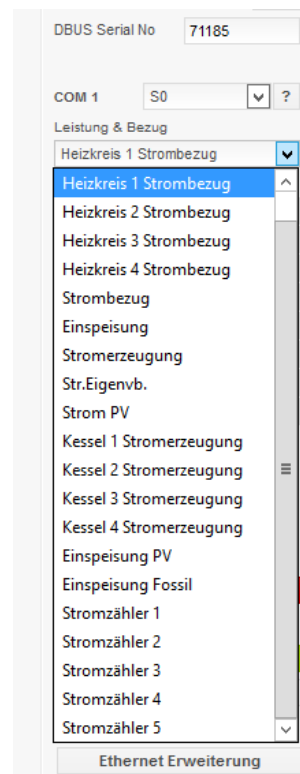 DBUS Serial No 71185
COM 1 S0 ?
Leistung & Bezug
Heizkreis 1 Strombezug
Heizkreis 1 Strombezug
Heizkreis 2 Strombezug
Heizkreis 3 Strombezug
Heizkreis 4 Strombezug
Strombezug
Einspeisung
Stromerzeugung
Str.Eigenvb.
Strom PV
Kessel 1 Stromerzeugung
Kessel 2 Stromerzeugung
Kessel 3 Stromerzeugung
Kessel 4 Stromerzeugung
Einspeisung PV
Einspeisung Fossil
Stromzähler 1
Stromzähler 2
Stromzähler 3
Stromzähler 4
Stromzähler 5
Ethernet Erweiterung